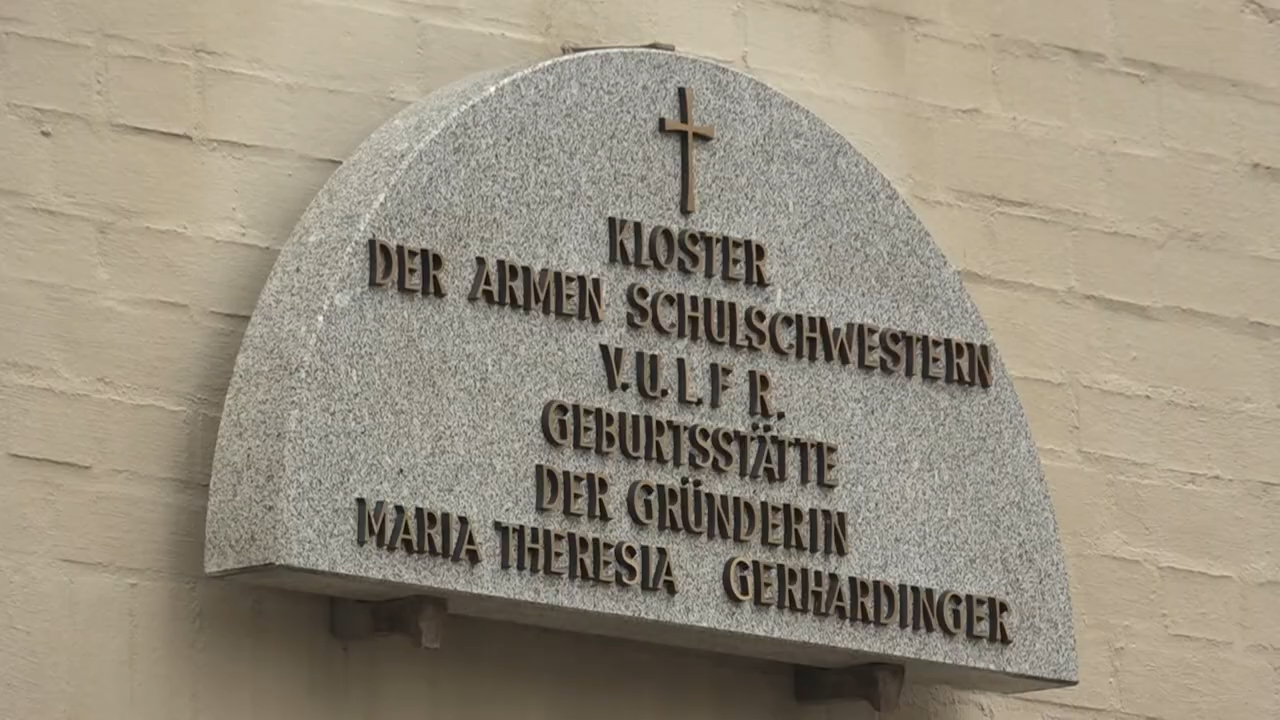 KLOSTER
DER ARMEN SCHULSCHWESTERN
V. U. L. F R.
GEBURTSSTÄTTE
DER GRÜNDERIN
MARIA THERESIA GERHARDINGER